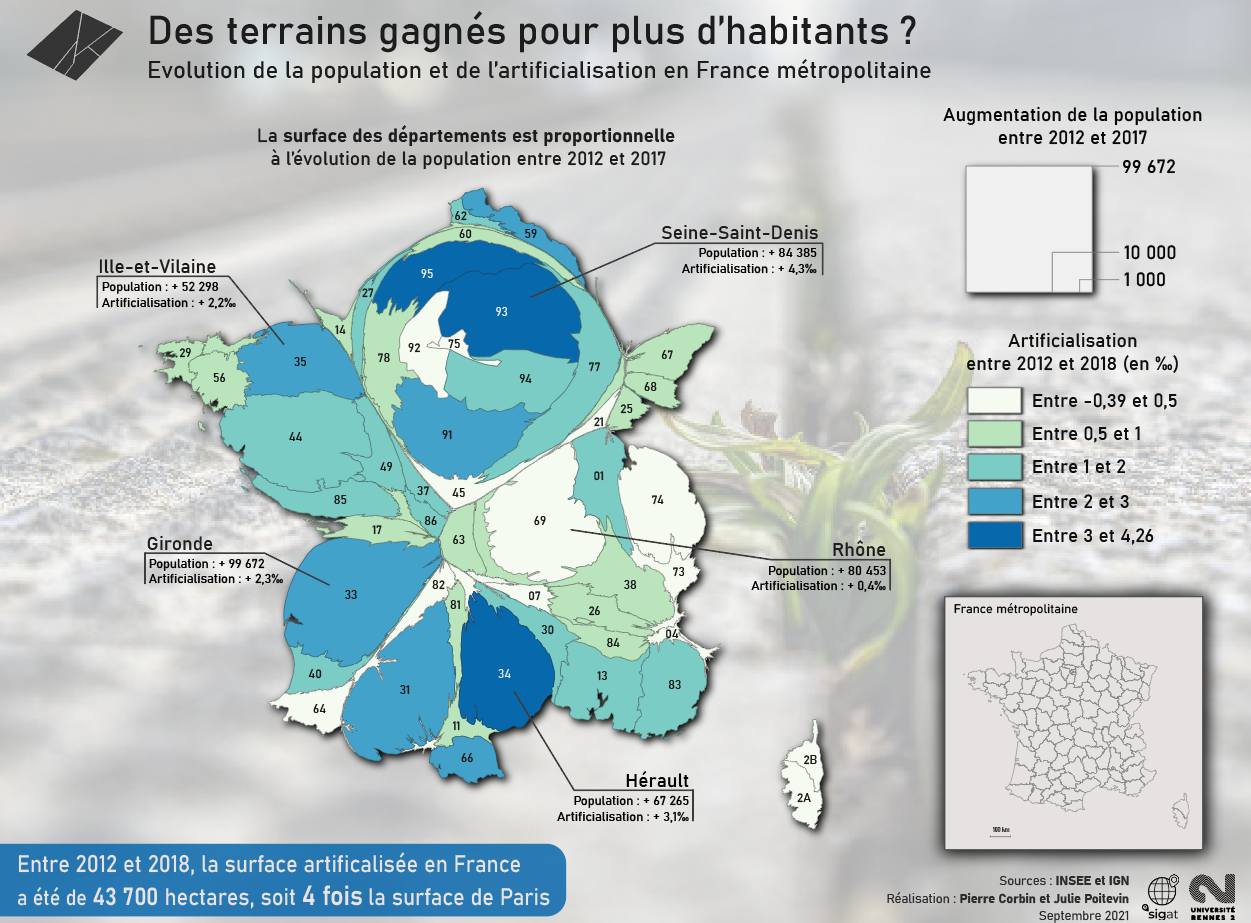 Des terrains gagnés pour plus d'habitants ?
Evolution de la population et de l'artificialisation en France métropolitaine
La surface des départements est proportionnelle
à l'évolution de la population entre 2012 et 2017
Augmentation de la population
entre 2012 et 2017
99 672
10 000
1 000
Artificialisation
entre 2012 et 2018 (en ‰)
Entre -0,39 et 0,5
Entre 0,5 et 1
Entre 1 et 2
Entre 2 et 3
Entre 3 et 4,26
Seine-Saint-Denis
Population : + 84 385
Artificialisation : + 4,3‰
Ille-et-Vilaine
Population : + 52 298
Artificialisation : + 2,2‰
Gironde
Population : + 99 672
Artificialisation : + 2,3‰
Rhône
Population : + 80 453
Artificialisation : + 0,4‰
Hérault
Population : + 67 265
Artificialisation : + 3,1‰
62
59
60
95
27
93
14
92
75
78
94
77
67
68
25
21
29
56
35
91
44
49
45
01
74
85
37
86
17
63
69
73
33
82
81
07
38
26
04
30
84
40
64
31
34
13
83
11
66
2B
2A
France métropolitaine
100 km
Entre 2012 et 2018, la surface artificalisée en France
a été de 43 700 hectares, soit 4 fois la surface de Paris
Sources : INSEE et IGN
Réalisation : Pierre Corbin et Julie Poitevin
Septembre 2021
sigat
UNIVERSITÉ
RENNES 2